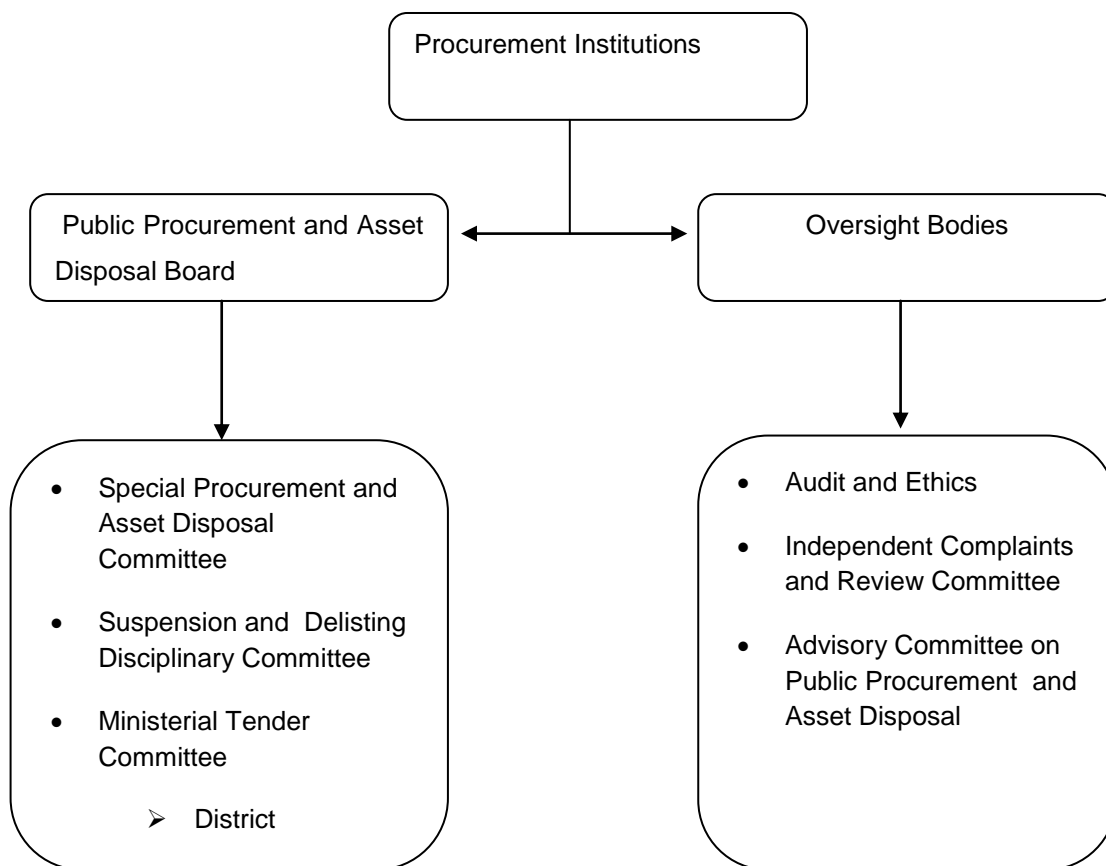 Procurement Institutions
Public Procurement and Asset
Disposal Board
Oversight Bodies
• Special Procurement and
Asset Disposal
Committee
• Suspension and Delisting
Disciplinary Committee
• Ministerial Tender
Committee
➢ District
• Audit and Ethics
• Independent Complaints
and Review Committee
• Advisory Committee on
Public Procurement and
Asset Disposal